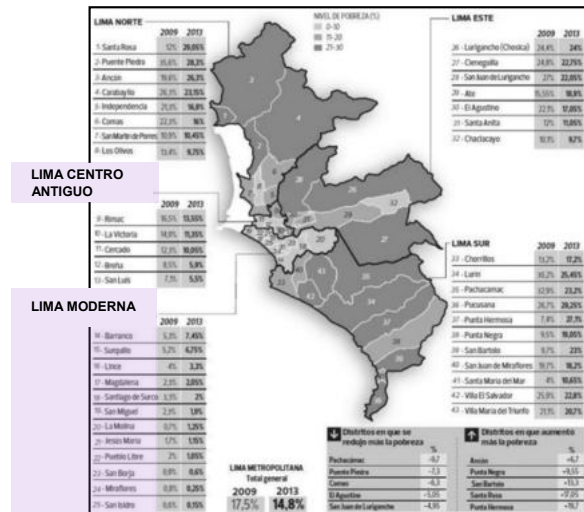 LIMA NORTE
2009 2013
1- Santa Rosa 12% 29,05%
2- Puente Piedra 35,6% 28,3%
3- Ancón 19,6% 26,3%
4- Carabayllo 26,3% 23,15%
5- Independencia 21,3% 16,8%
6- Comas 22,3% 16%
7- San Martín de Porres 10,9% 10,45%
8- Los Olivos 13,4% 9,75%
LIMA CENTRO
ANTIGUO
9- Rímac 16,5% 13,55%
10- La Victoria 14,8% 11,35%
11- Cercado 12,3% 10,05%
12- Breña 8,5% 5,9%
13- San Luis 7,1% 5,5%
LIMA MODERNA
2009 2013
14- Barranco 5,3% 7,45%
15- Surquillo 5,2% 6,75%
16- Lince 4% 3,3%
17- Magdalena 2,3% 2,05%
18- Santiago de Surco 3,3% 2%
19- San Miguel 2,3% 1,9%
20- La Molina 0,7% 1,25%
21- Jesús María 1,7% 1,15%
22- Pueblo Libre 2% 1,05%
23- San Borja 0,8% 0,6%
24- Miraflores 0,8% 0,25%
25- San Isidro 0,6% 0,15%
NIVEL DE POBREZA (%)
0-10
11-20
21-30
LIMA ESTE
2009 2013
26- Lurigancho (Chosica) 24,4% 24%
27- Cieneguilla 24,8% 22,75%
28- San Juan de Lurigancho 27% 22,05%
29- Ate 15,55% 18,9%
30- El Agustino 22,1% 17,05%
31- Santa Anita 12% 11,05%
32- Chaclacayo 10,1% 9,7%
LIMA SUR
2009 2013
33- Chorrillos 17,2%
34- Lurín 30,2% 25,45%
35- Pachacámac 32,9% 23,2%
36- Pucusana 26,7% 28,25%
37- Punta Hermosa 7,8% 27,1%
38- Punta Negra 9,5% 19,05%
39- San Bartolo 9,7% 23%
40- San Juan de Miraflores 19,7% 18,2%
41- Santa María del Mar 8% 10,65%
42- Villa El Salvador 25,9% 22,8%
43- Villa María del Triunfo 21,1% 20,7%
LIMA METROPOLITANA
Total general
2009 2013
17,5% 14,8%
Distritos en que se
redujo más la pobreza
%
Pachacámac -9,7
Puente Piedra -7,3
Comas -6,3
El Agustino -5,05
San Juan de Lurigancho -4,95
Distritos en que aumentó
más la pobreza
%
Ancón +6,7
Punta Negra +9,55
San Bartolo +13,3
Santa Rosa +17,05
Punta Hermosa +19,3